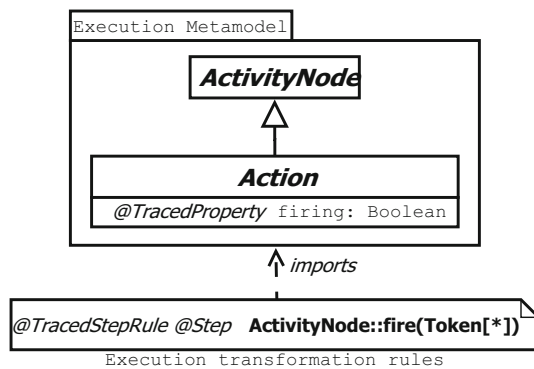 Execution Metamodel
ActivityNode
Action
@TracedProperty firing: Boolean
imports
@TracedStepRule @Step ActivityNode::fire(Token[*])
Execution transformation rules